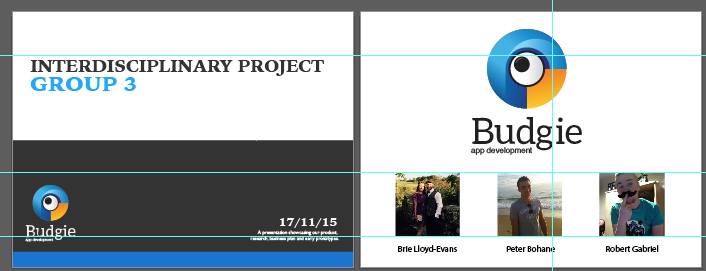 INTERDISCIPLINARY PROJECT
GROUP 3
Budgie
app development
17/11/15
A presentation showcasing our product,
research, business plan and early prototypes.
Budgie
app development
Brie Lloyd-Evans
Peter Bohane
Robert Gabriel